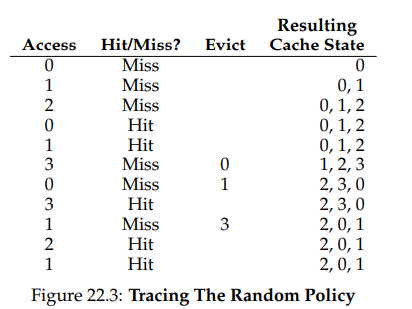 Resulting
Access Hit/Miss? Evict Cache State
0 Miss 0
1 Miss 0, 1
2 Miss 0, 1, 2
0 Hit 0, 1, 2
1 Hit 0, 1, 2
3 Miss 0 1, 2, 3
0 Miss 1 2, 3, 0
3 Hit 2, 3, 0
1 Miss 3 2, 0, 1
2 Hit 2, 0, 1
1 Hit 2, 0, 1
Figure 22.3: Tracing The Random Policy